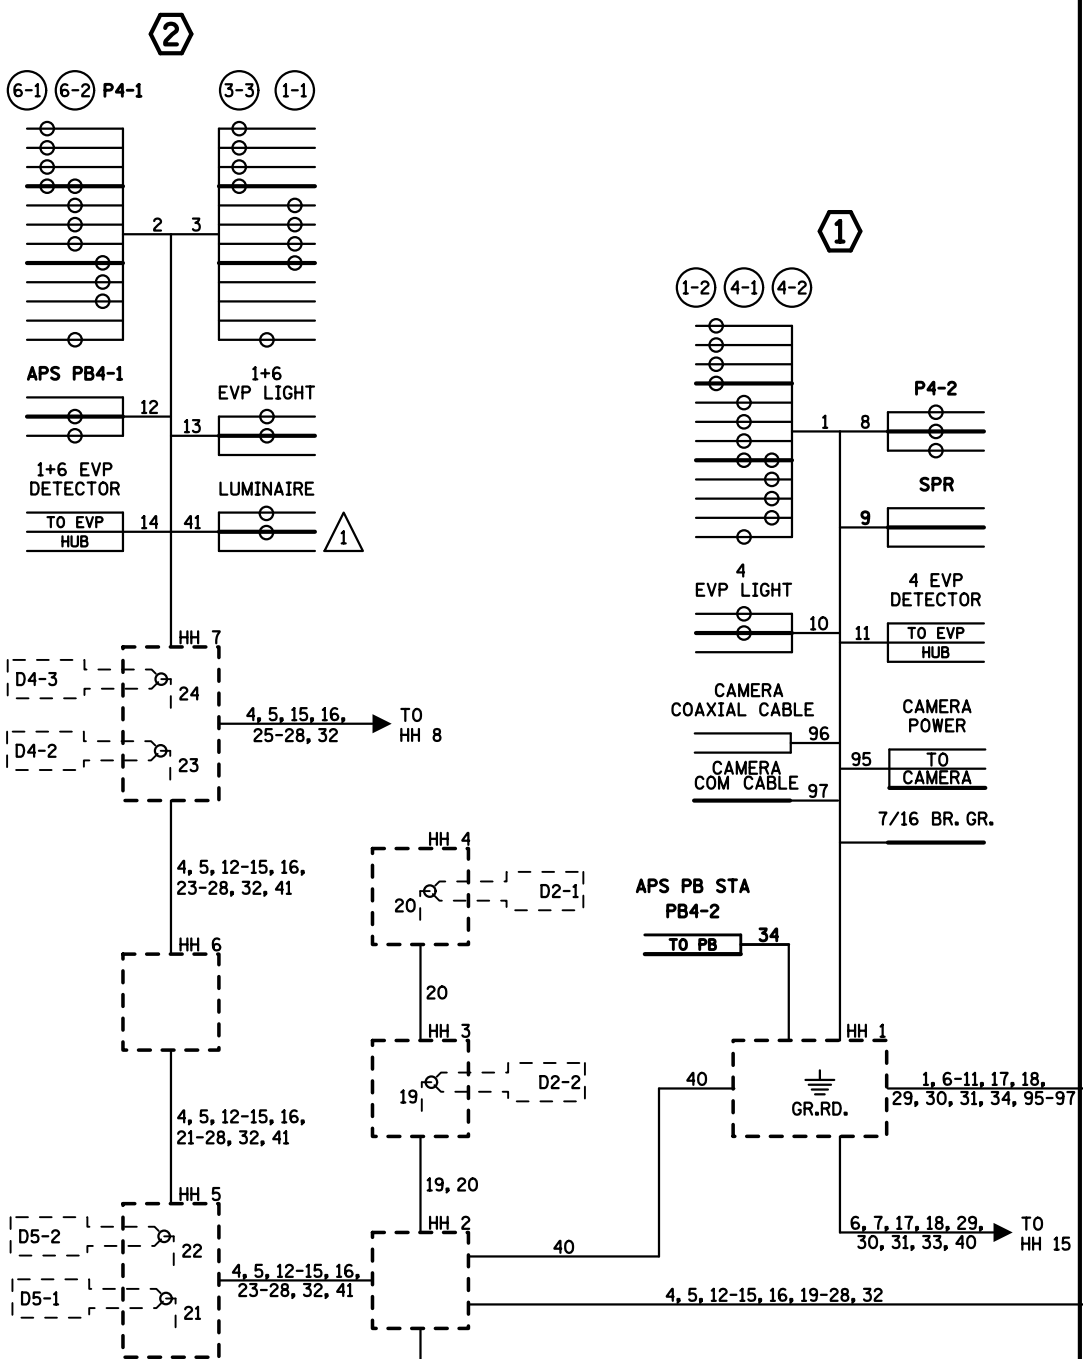 2
6-1 6-2 P4-1 3-3 1-1
2 3
APS PB4-1
12
1+6
EVP LIGHT
13
1+6 EVP
DETECTOR
TO EVP
HUB
14 41
LUMINAIRE
1
HH 7
D4-3
24
D4-2
23
4, 5, 15, 16,
25-28, 32
TO
HH 8
4, 5, 12-15, 16,
23-28, 32, 41
HH 6
4, 5, 12-15, 16,
21-28, 32, 41
HH 5
D5-2
22
D5-1
21
4, 5, 12-15, 16,
23-28, 32, 41
HH 4
20
D2-1
20
HH 3
19
D2-2
19, 20
HH 2
40
40
4, 5, 12-15, 16, 19-28, 32
1
1-2 4-1 4-2
1 8
P4-2
SPR
9
4
EVP LIGHT
10
4 EVP
DETECTOR
11
TO EVP
HUB
CAMERA
COAXIAL CABLE
96
CAMERA
POWER
95
TO
CAMERA
CAMERA
COM CABLE
97
7/16 BR. GR.
APS PB STA
PB4-2
TO PB
34
HH 1
GR.RD.
1, 6-11, 17, 18,
29, 30, 31, 34, 95-97
6, 7, 17, 18, 29,
30, 31, 33, 40
TO
HH 15